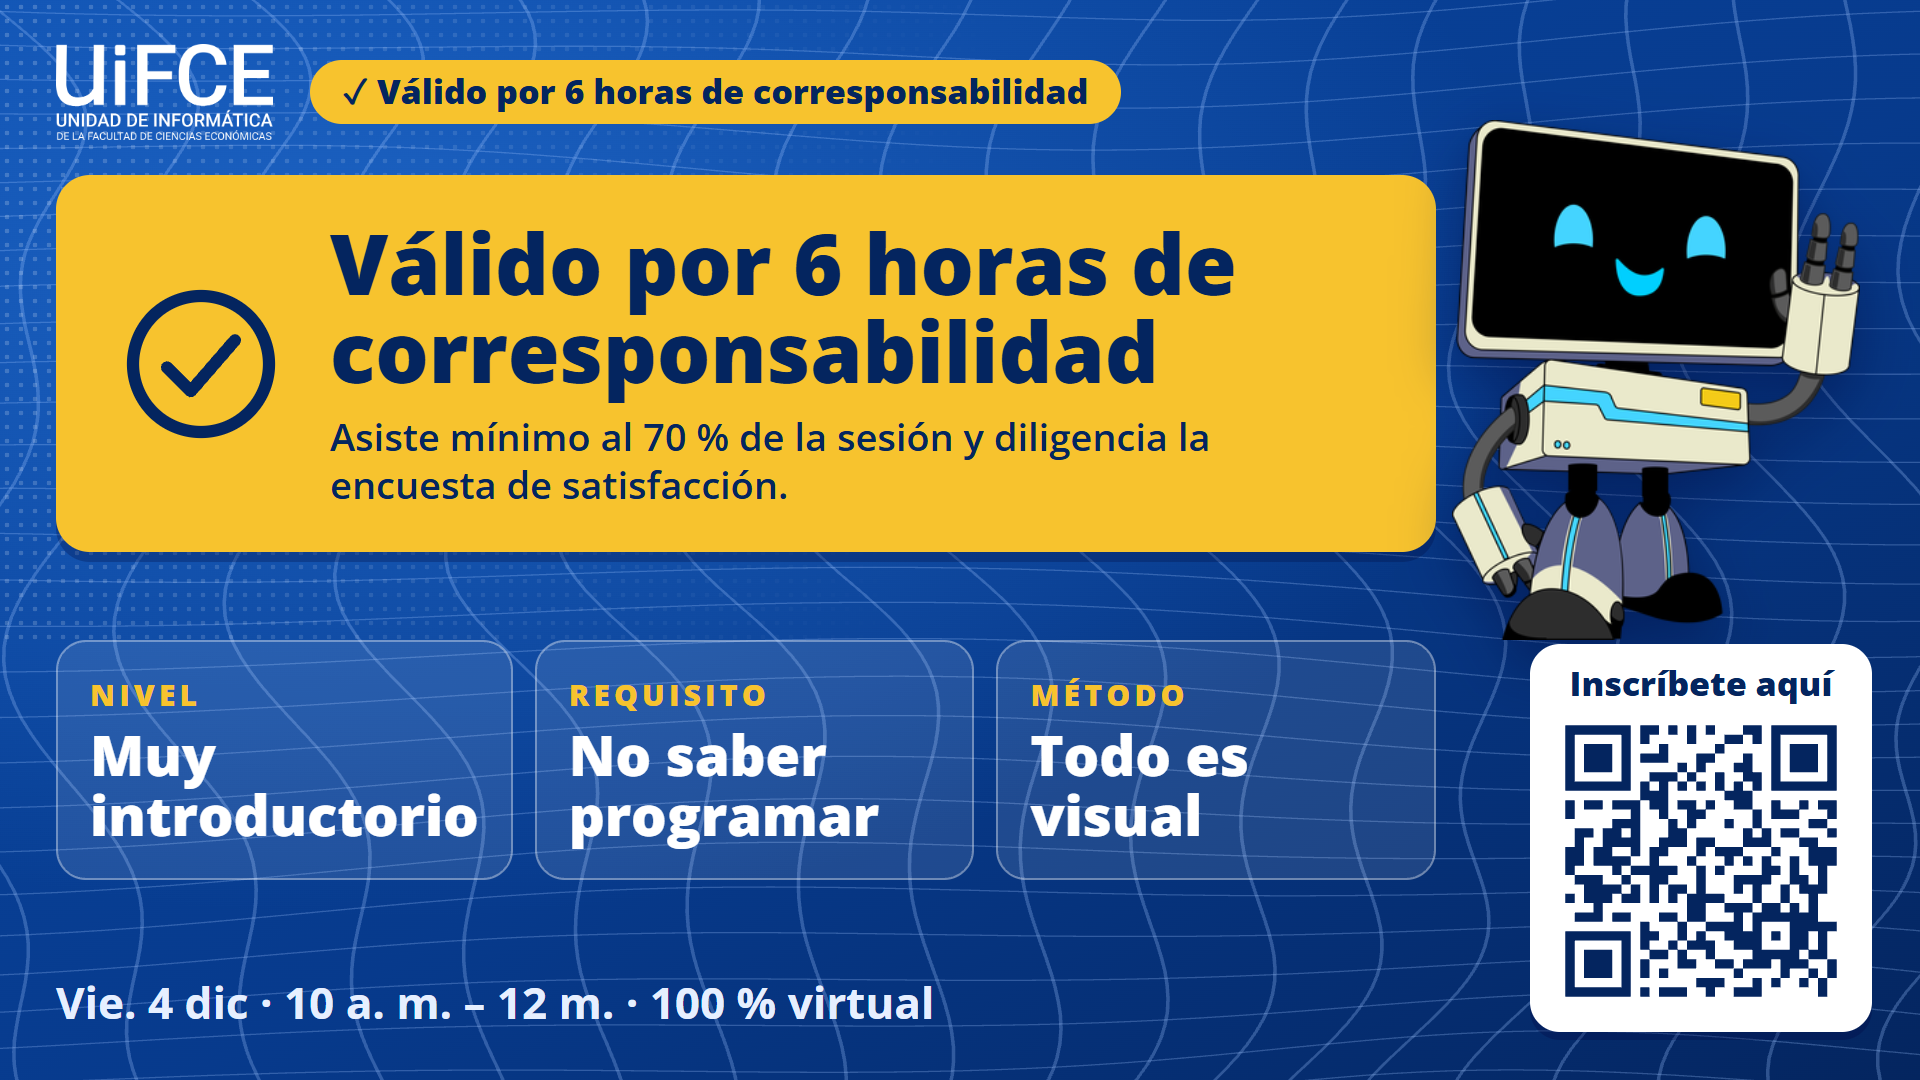 UiFCE
UNIDAD DE INFORMÁTICA
DE LA FACULTAD DE CIENCIAS ECONÓMICAS
✓ Válido por 6 horas de corresponsabilidad
Válido por 6 horas de
corresponsabilidad
Asiste mínimo al 70 % de la sesión y diligencia la
encuesta de satisfacción.
NIVEL
Muy
introductorio
REQUISITO
No saber
programar
MÉTODO
Todo es
visual
Inscríbete aquí
Vie. 4 dic · 10 a. m. – 12 m. · 100 % virtual